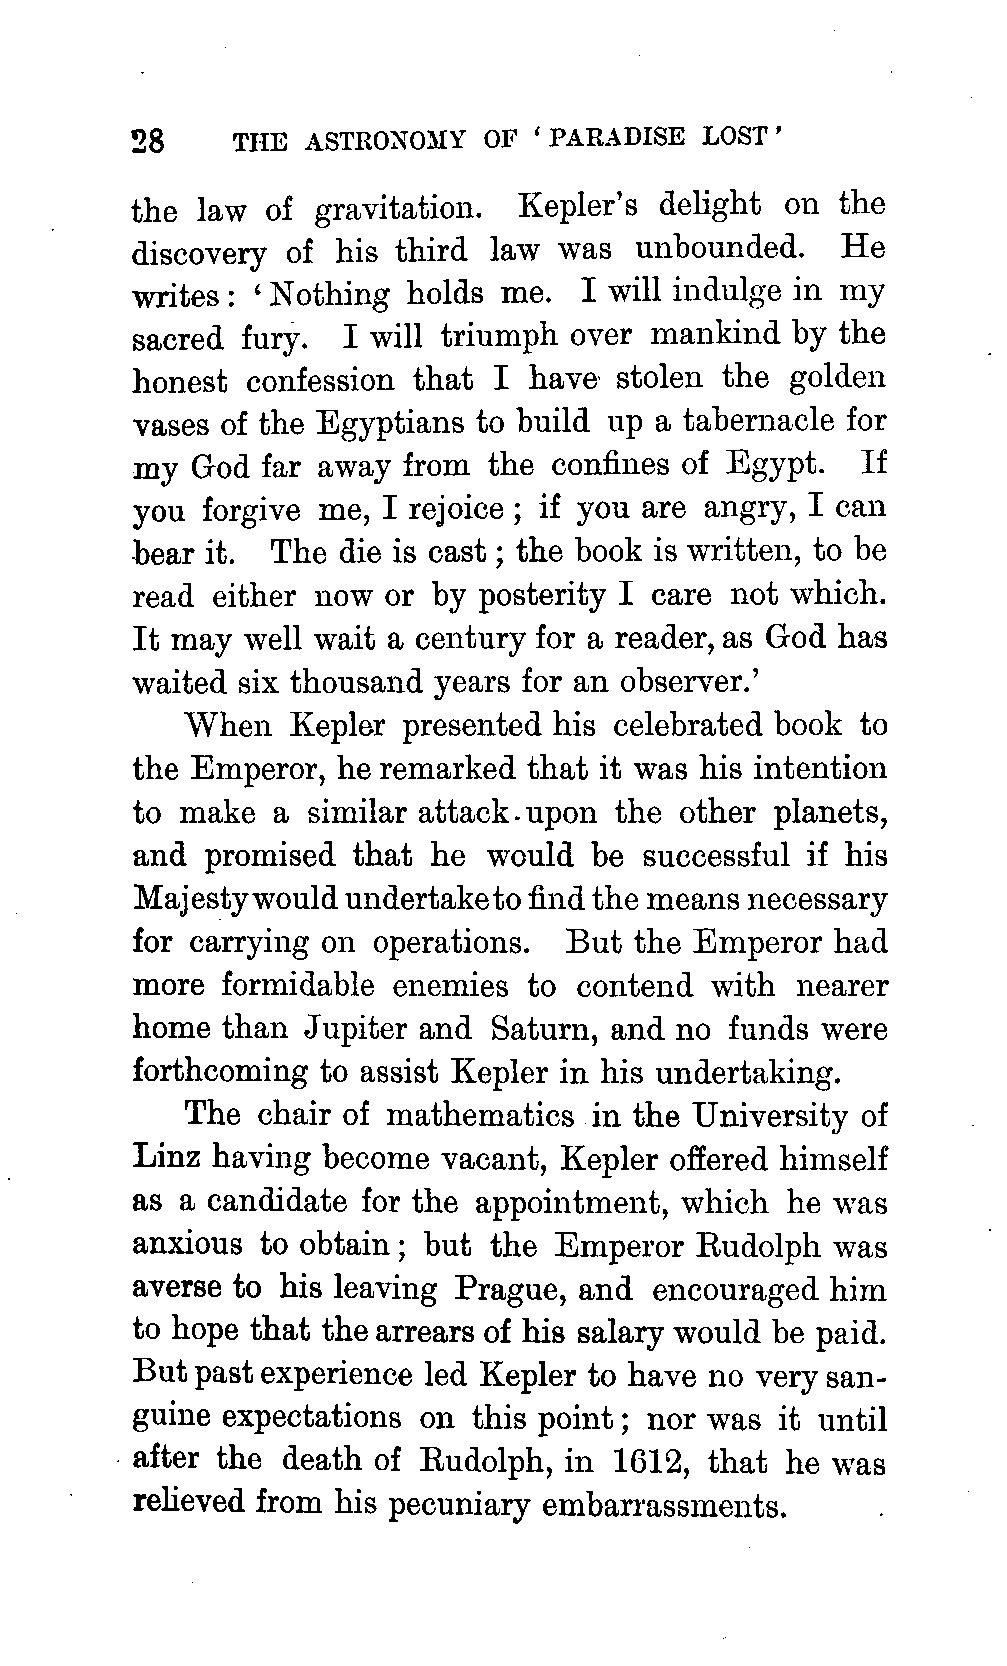 28 THE ASTRONOMY OF ‘PARADISE LOST’
the law of gravitation. Kepler's delight on the
discovery of his third law was unbounded. He
writes: ‘Nothing holds me. I will indulge in my
sacred fury. I will triumph over mankind by the
honest confession that I have stolen the golden
vases of the Egyptians to build up a tabernacle for
my God far away from the confines of Egypt. If
you forgive me, I rejoice; if you are angry, I can
bear it. The die is cast; the book is written, to be
read either now or by posterity I care not which.
It may well wait a century for a reader, as God has
waited six thousand years for an observer.’
When Kepler presented his celebrated book to
the Emperor, he remarked that it was his intention
to make a similar attack upon the other planets,
and promised that he would be successful if his
Majesty would undertake to find the means necessary
for carrying on operations. But the Emperor had
more formidable enemies to contend with nearer
home than Jupiter and Saturn, and no funds were
forthcoming to assist Kepler in his undertaking.
The chair of mathematics in the University of
Linz having become vacant, Kepler offered himself
as a candidate for the appointment, which he was
anxious to obtain; but the Emperor Rudolph was
averse to his leaving Prague, and encouraged him
to hope that the arrears of his salary would be paid.
But past experience led Kepler to have no very san-
guine expectations on this point; nor was it until
after the death of Rudolph, in 1612, that he was
relieved from his pecuniary embarrassments.